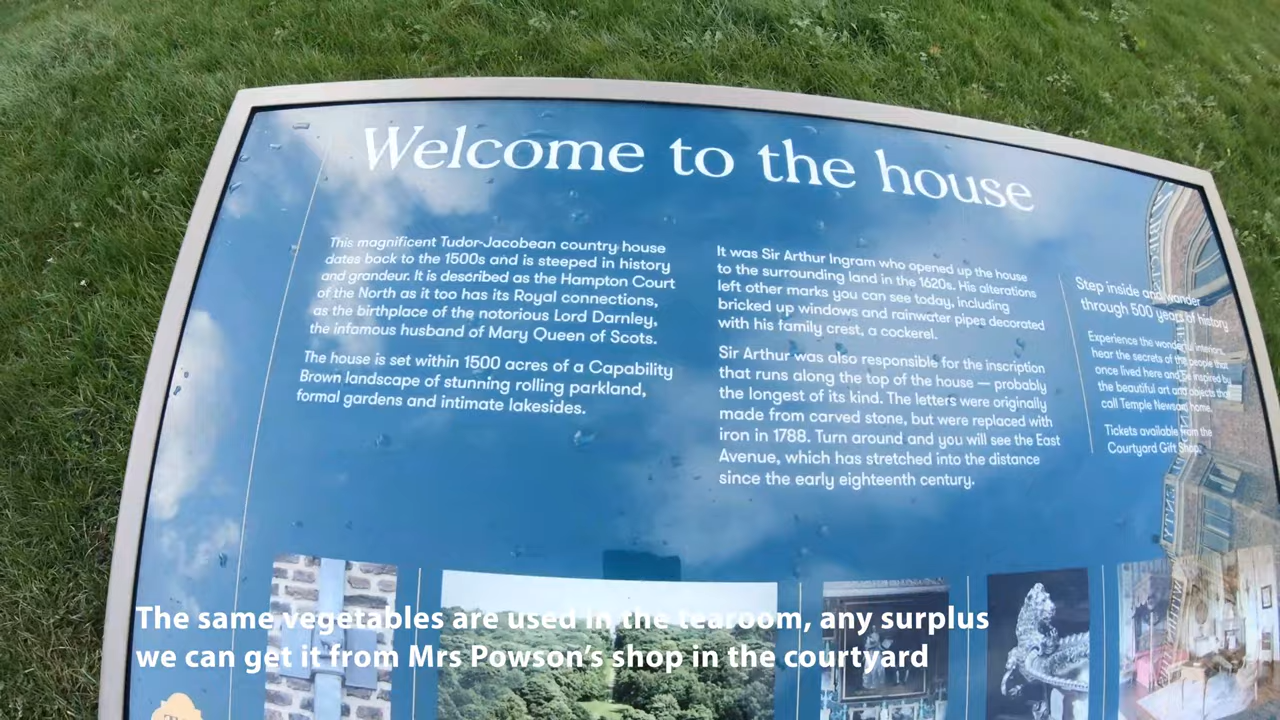 Welcome to the house
This magnificent Tudor-Jacobean country house
dates back to the 1500s and is steeped in history
and grandeur. It is described as the Hampton Court
of the North as it too has its Royal connections,
as the birthplace of the notorious Lord Darnley,
the infamous husband of Mary Queen of Scots.
The house is set within 1500 acres of a Capability
Brown landscape of stunning rolling parkland,
formal gardens and intimate lakesides.
It was Sir Arthur Ingram who opened up the house
to the surrounding land in the 1620s. His alterations
left other marks you can see today, including
bricked up windows and rainwater pipes decorated
with his family crest, a cockerel.
Sir Arthur was also responsible for the inscription
that runs along the top of the house — probably
the longest of its kind. The letters were originally
made from carved stone, but were replaced with
iron in 1788. Turn around and you will see the East
Avenue, which has stretched into the distance
since the early eighteenth century.
Step inside and wander
through 500 years of history
Experience the wonderful interiors,
hear the secrets of the people that
once lived here and be inspired by
the beautiful art and objects that
call Temple Newsam home.
Tickets available from the
Courtyard Gift Shop.
The same vegetables are used in the tearoom, any surplus
we can get it from Mrs Powson's shop in the courtyard